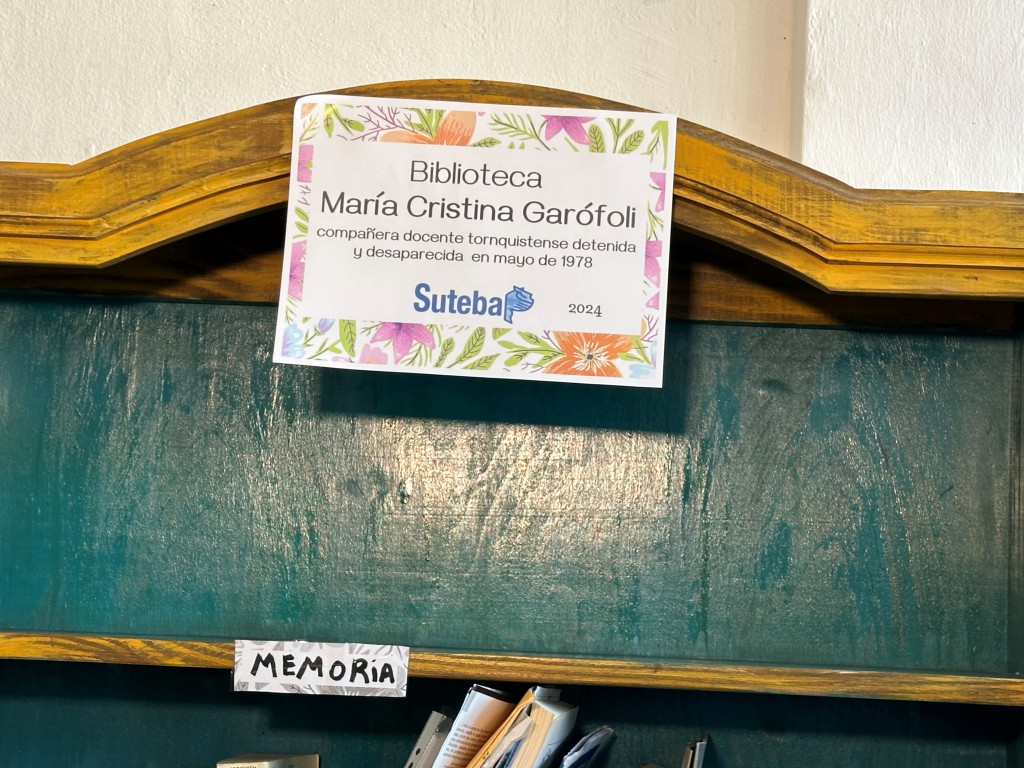 Biblioteca
María Cristina Garófoli
compañera docente tornquistense detenida
y desaparecida en mayo de 1978
Suteba
2024
MEMORiA